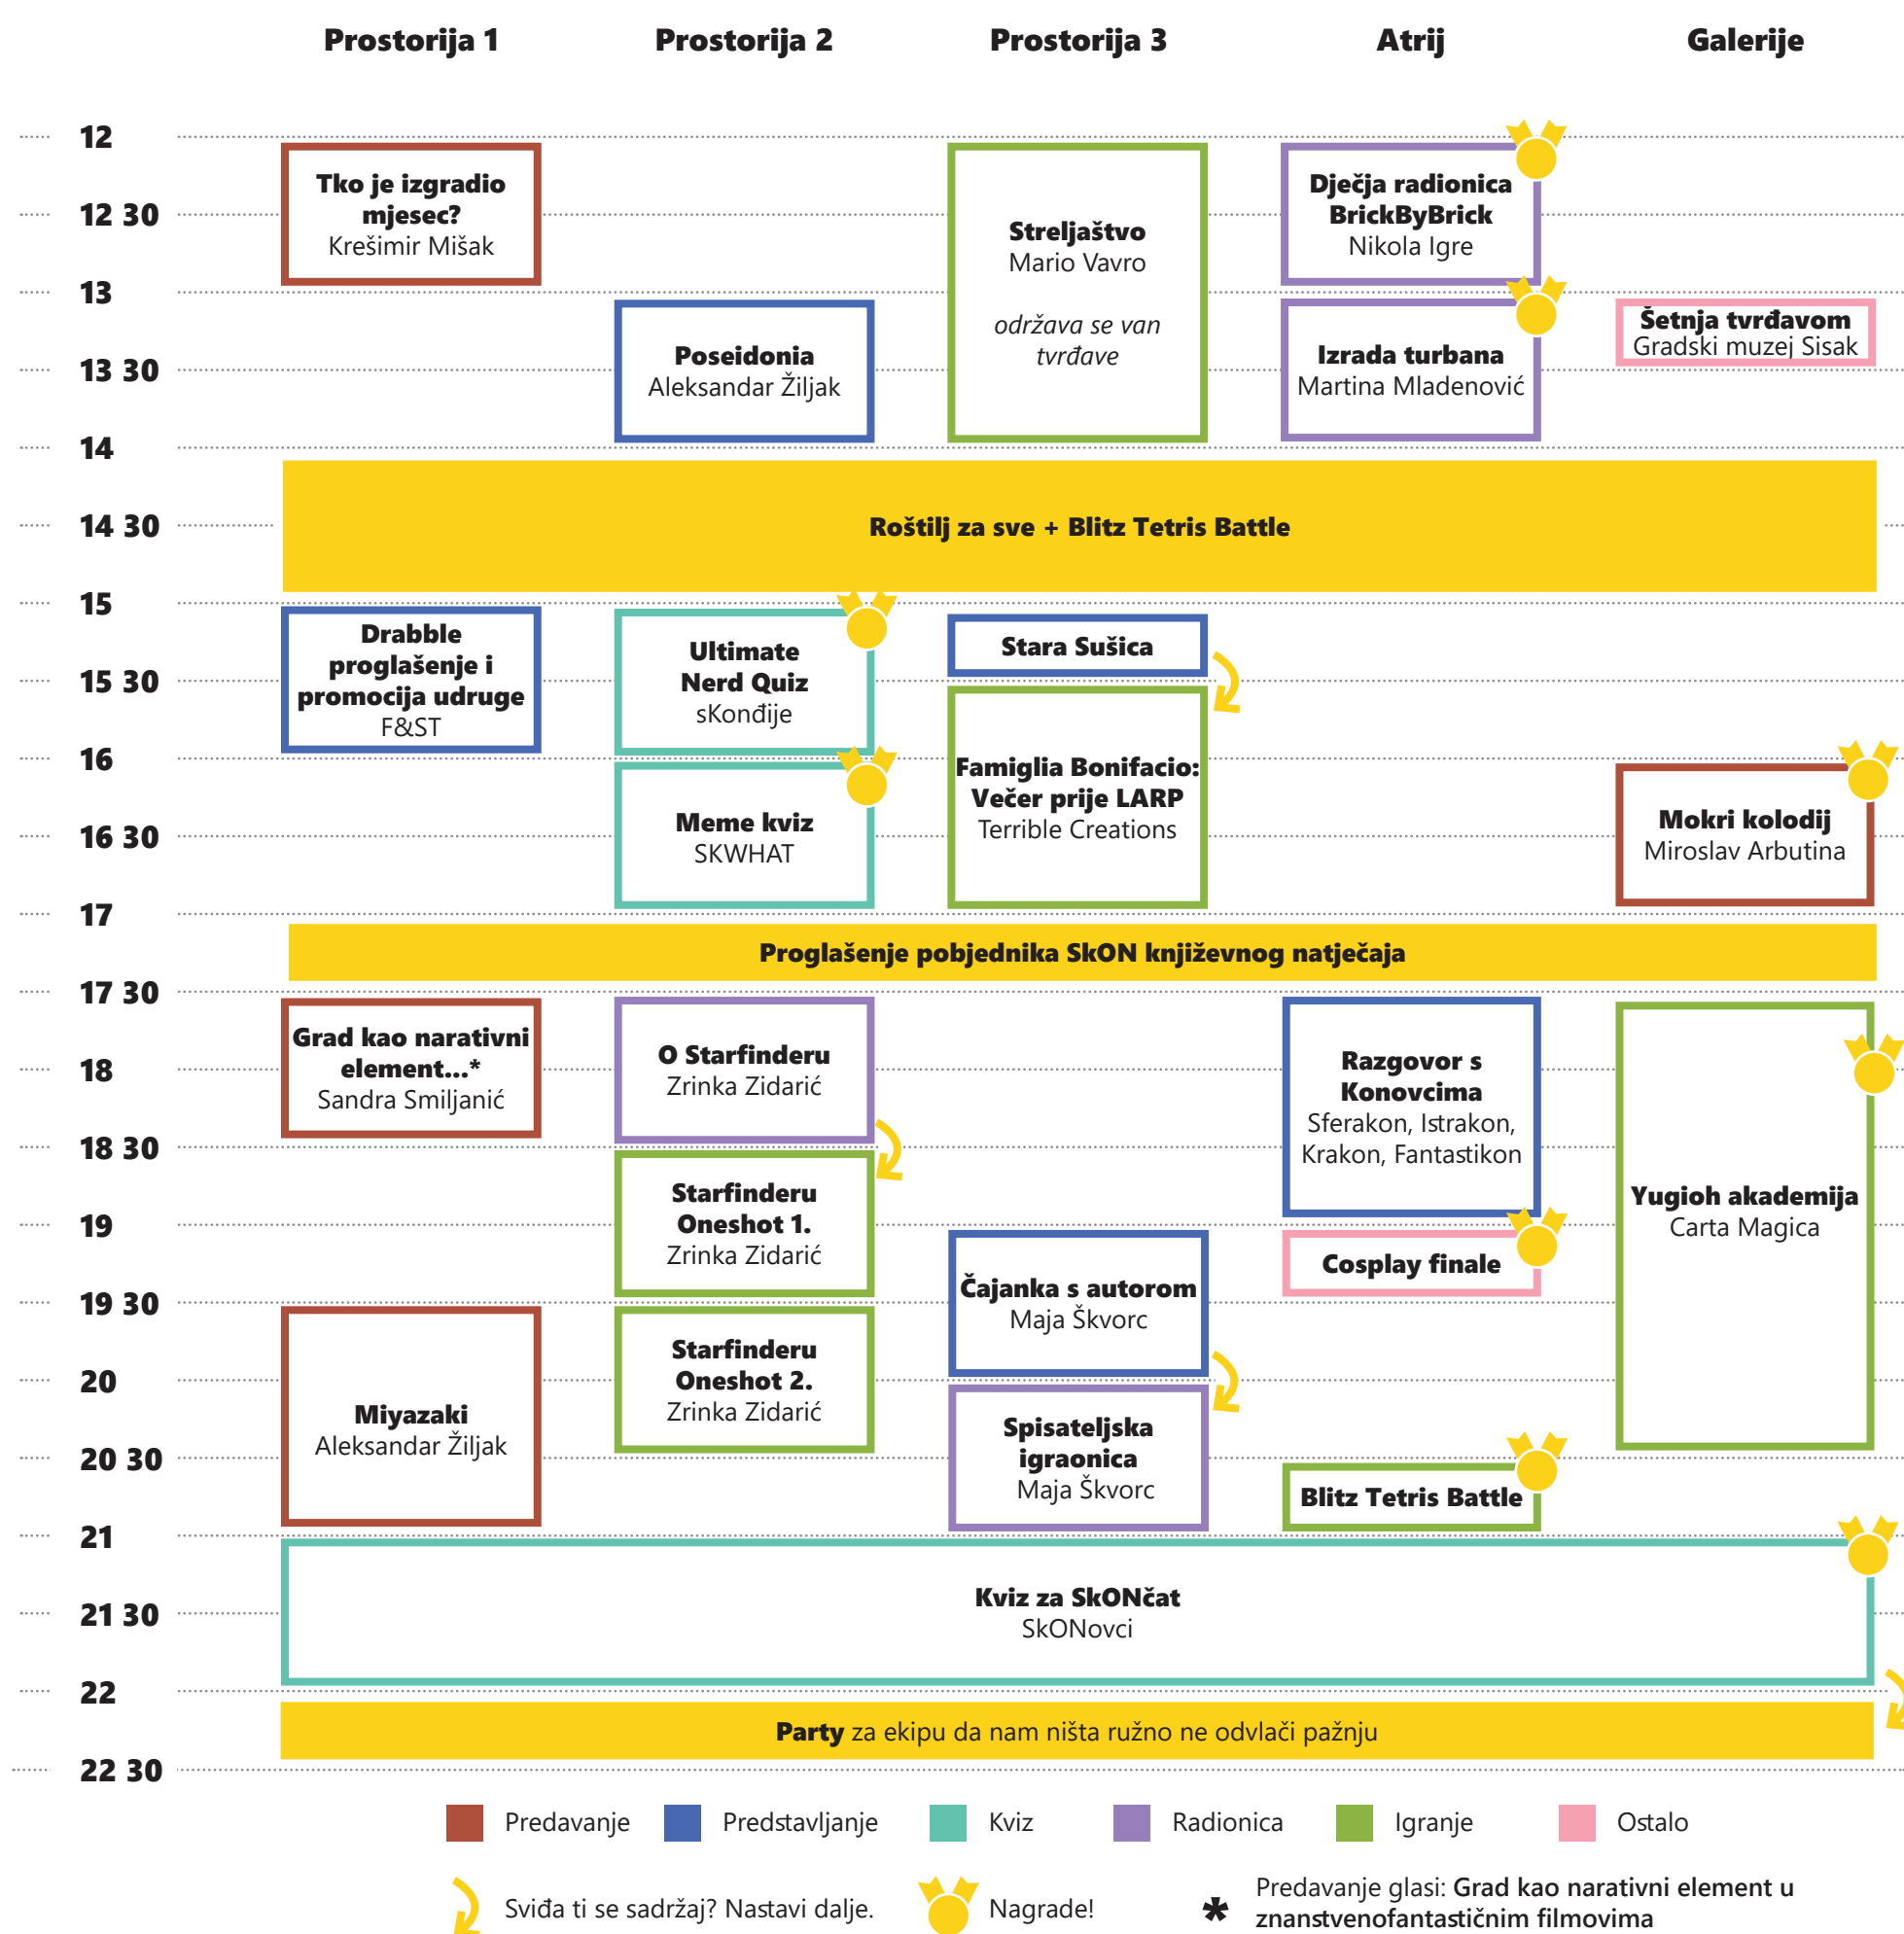 Prostorija 1
Prostorija 2
Prostorija 3
Atrij
Galerije
12
Tko je izgradio
mjesec?
Krešimir Mišak
Streljaštvo
Mario Vavro
održava se van
tvrđave
Dječja radionica
BrickByBrick
Nikola Igre
12 30
13
Poseidonia
Aleksandar Žiljak
Izrada turbana
Martina Mladenović
Šetnja tvrđavom
Gradski muzej Sisak
13 30
14
Roštilj za sve + Blitz Tetris Battle
14 30
15
Drabble
proglašenje i
promocija udruge
F&ST
Ultimate
Nerd Quiz
sKonđije
Stara Sušica
15 30
Famiglia Bonifacio:
Večer prije LARP
Terrible Creations
16
Meme kviz
SKWHAT
Mokri kolodij
Miroslav Arbutina
16 30
17
Proglašenje pobjednika SkON književnog natječaja
17 30
Grad kao narativni
element...*
Sandra Smiljanić
O Starfinderu
Zrinka Zidarić
Razgovor s
Konovcima
Sferakon, Istrakon,
Krakon, Fantastikon
Yugioh akademija
Carta Magica
18
18 30
Starfinderu
Oneshot 1.
Zrinka Zidarić
19
Čajanka s autorom
Maja Škvorc
Cosplay finale
19 30
Miyazaki
Aleksandar Žiljak
Starfinderu
Oneshot 2.
Zrinka Zidarić
20
Spisateljska
igraonica
Maja Škvorc
20 30
Blitz Tetris Battle
21
Kviz za SkONčat
SkONovci
21 30
22
Party za ekipu da nam ništa ružno ne odvlači pažnju
22 30
Predavanje
Predstavljanje
Kviz
Radionica
Igranje
Ostalo
Sviđa ti se sadržaj? Nastavi dalje.
Nagrade!
* Predavanje glasi: Grad kao narativni element u
znanstvenofantastičnim filmovima